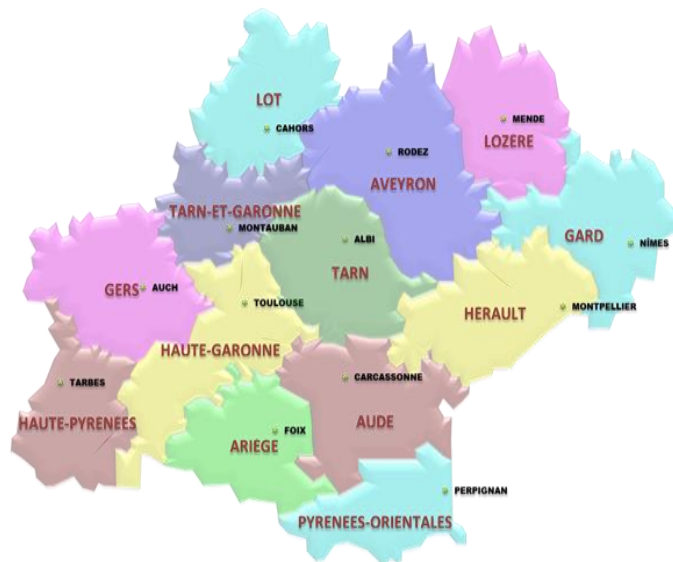 LOT
CAHORS
MENDE
LOZERE
RODEZ
AVEYRON
TARN-ET-GARONNE
MONTAUBAN
ALBI
TARN
GARD
NÎMES
GERS
AUCH
TOULOUSE
HERAULT
MONTPELLIER
HAUTE-GARONNE
TARBES
CARCASSONNE
HAUTE-PYRENEES
AUDE
FOIX
ARIÉGE
PERPIGNAN
PYRENEES-ORIENTALES